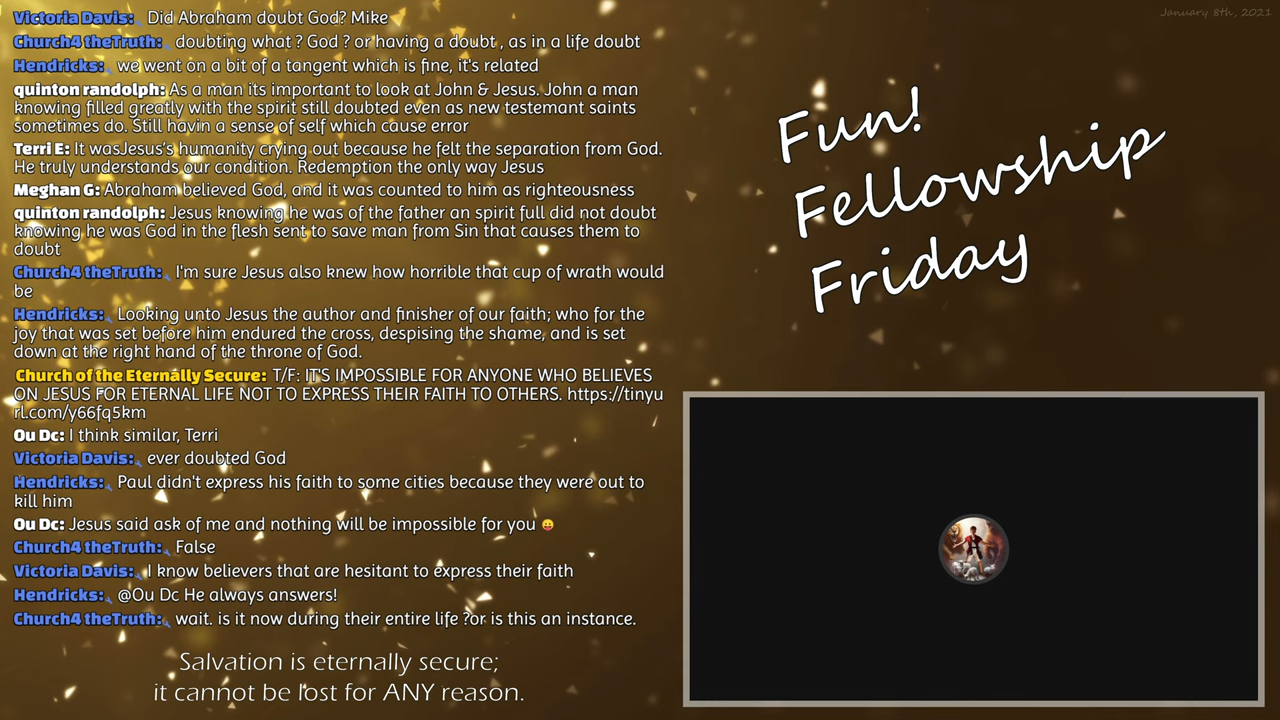 Victoria Davis: Did Abraham doubt God? Mike
Church4 theTruth: doubting what ? God ? or having a doubt , as in a life doubt
Hendricks: we went on a bit of a tangent which is fine, it's related
quinton randolph: As a man its important to look at John & Jesus. John a man
knowing filled greatly with the spirit still doubted even as new testemant saints
sometimes do. Still havin a sense of self which cause error
Terri E: It wasJesus's humanity crying out because he felt the separation from God.
He truly understands our condition. Redemption the only way Jesus
Meghan G: Abraham believed God, and it was counted to him as righteousness
quinton randolph: Jesus knowing he was of the father an spirit full did not doubt
knowing he was God in the flesh sent to save man from Sin that causes them to
doubt
Church4 theTruth: I'm sure Jesus also knew how horrible that cup of wrath would
be
Hendricks: Looking unto Jesus the author and finisher of our faith; who for the
joy that was set before him endured the cross, despising the shame, and is set
down at the right hand of the throne of God.
Church of the Eternally Secure: T/F: IT'S IMPOSSIBLE FOR ANYONE WHO BELIEVES
ON JESUS FOR ETERNAL LIFE NOT TO EXPRESS THEIR FAITH TO OTHERS. https://tinyu
rl.com/y66fq5km
Ou Dc: I think similar, Terri
Victoria Davis: ever doubted God
Hendricks: Paul didn't express his faith to some cities because they were out to
kill him
Ou Dc: Jesus said ask of me and nothing will be impossible for you 😛
Church4 theTruth: False
Victoria Davis: I know believers that are hesitant to express their faith
Hendricks: @Ou Dc He always answers!
Church4 theTruth: wait. is it now during their entire life ?or is this an instance.
Salvation is eternally secure;
it cannot be lost for ANY reason.
January 8th, 2021
Fun!
Fellowship
Friday